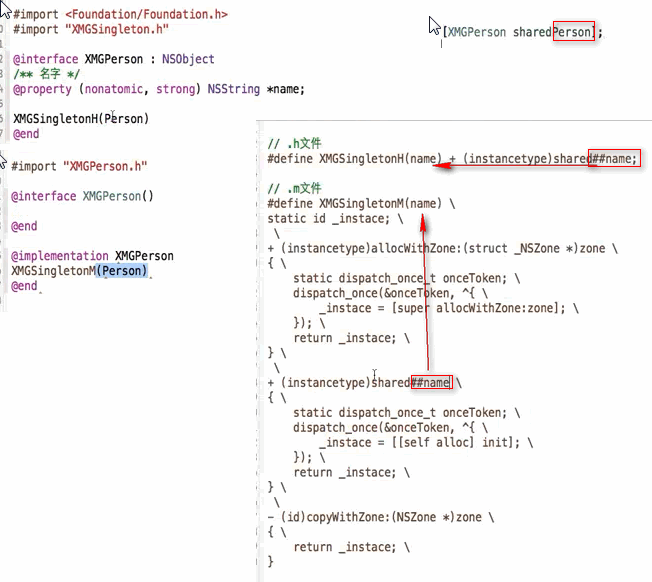 #import <Foundation/Foundation.h>
#import "XMGSingleton.h"
@interface XMGPerson : NSObject
/** 名字 */
@property (nonatomic, strong) NSString *name;
XMGSingletonH(Person)
@end
[XMGPerson sharedPerson];
#import "XMGPerson.h"
@interface XMGPerson()
@end
@implementation XMGPerson
XMGSingletonM(Person)
@end
// .h文件
#define XMGSingletonH(name) + (instancetype)shared##name;
// .m文件
#define XMGSingletonM(name) \
static id _instace; \
\
+ (instancetype)allocWithZone:(struct _NSZone *)zone \
{ \
static dispatch_once_t onceToken; \
dispatch_once(&onceToken, ^{ \
_instace = [super allocWithZone:zone]; \
}); \
return _instace; \
} \
\
+ (instancetype)shared##name \
{ \
static dispatch_once_t onceToken; \
dispatch_once(&onceToken, ^{ \
_instace = [[self alloc] init]; \
}); \
return _instace; \
} \
\
- (id)copyWithZone:(NSZone *)zone \
{ \
return _instace; \
}